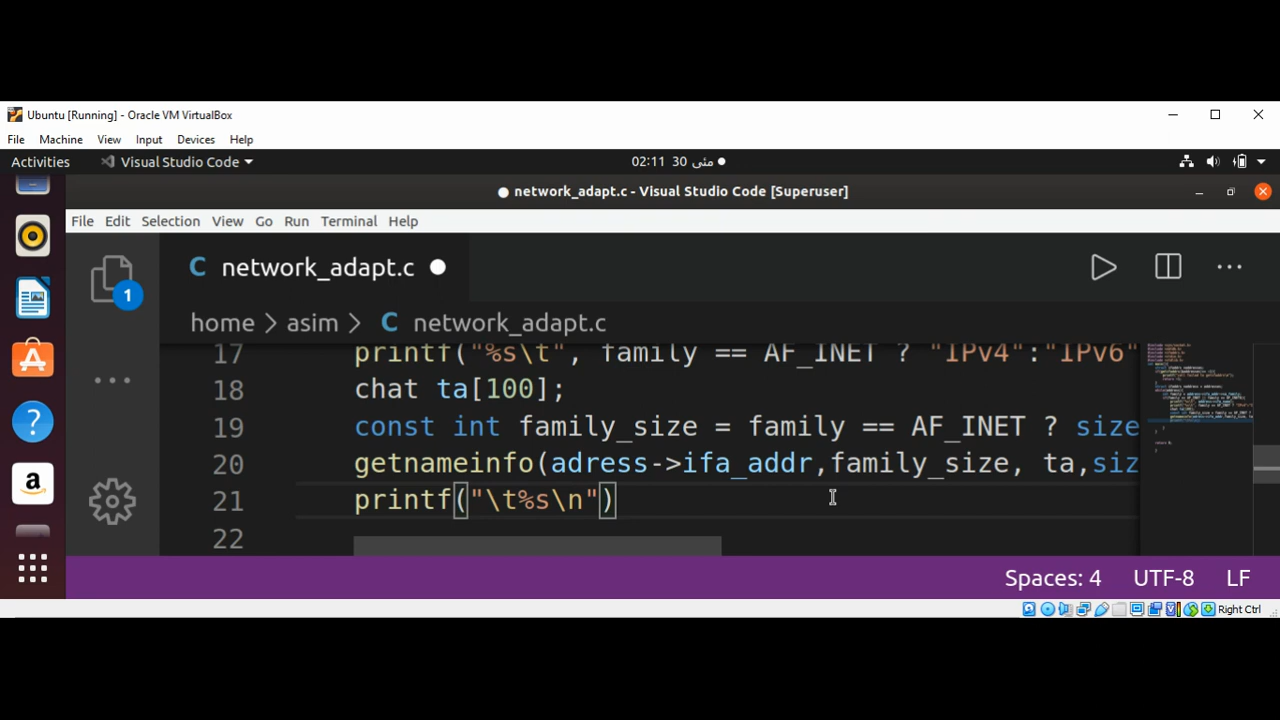 Ubuntu [Running] - Oracle VM VirtualBox
File Machine View Input Devices Help
Activities Visual Studio Code 02:11 30 مئی
network_adapt.c - Visual Studio Code [Superuser]
File Edit Selection View Go Run Terminal Help
C network_adapt.c
1
home > asim > C network_adapt.c
17 printf("%s\t", family == AF_INET ? "IPv4":"IPv6"
18 chat ta[100];
19 const int family_size = family == AF_INET ? size
20 getnameinfo(adress->ifa_addr,family_size, ta,siz
21 printf("\t%s\n")
22
Spaces: 4 UTF-8 LF
Right Ctrl